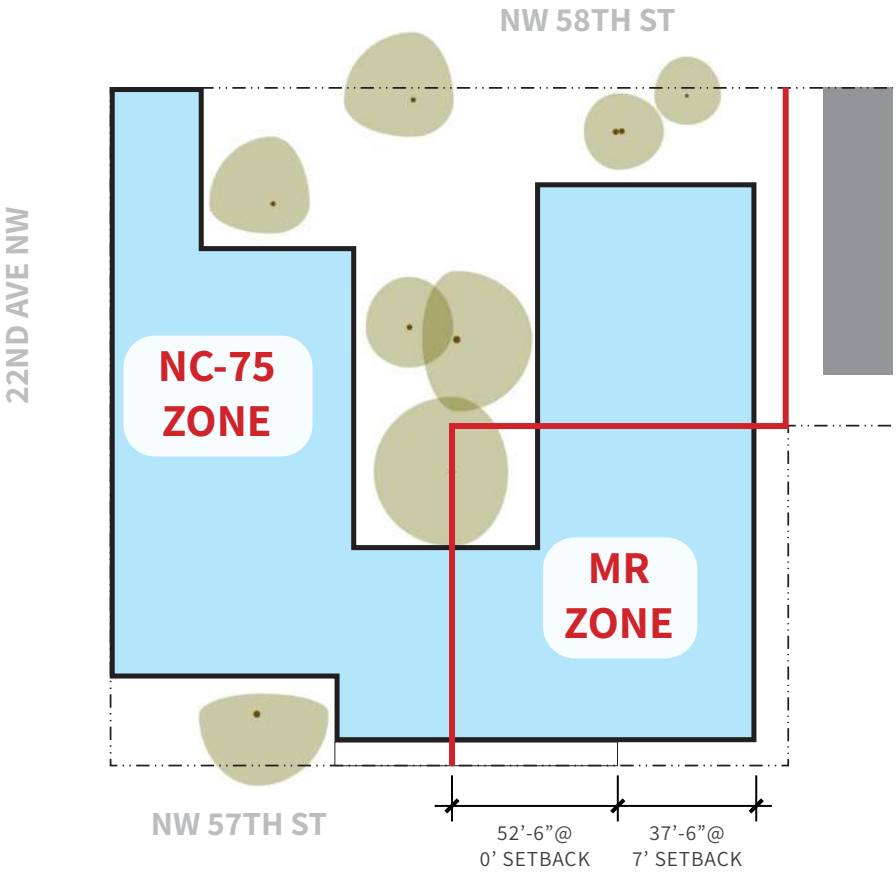 NW 58TH ST
22ND AVE NW
NC-75
ZONE
MR
ZONE
NW 57TH ST
52’-6”@
0’ SETBACK
37’-6”@
7’ SETBACK